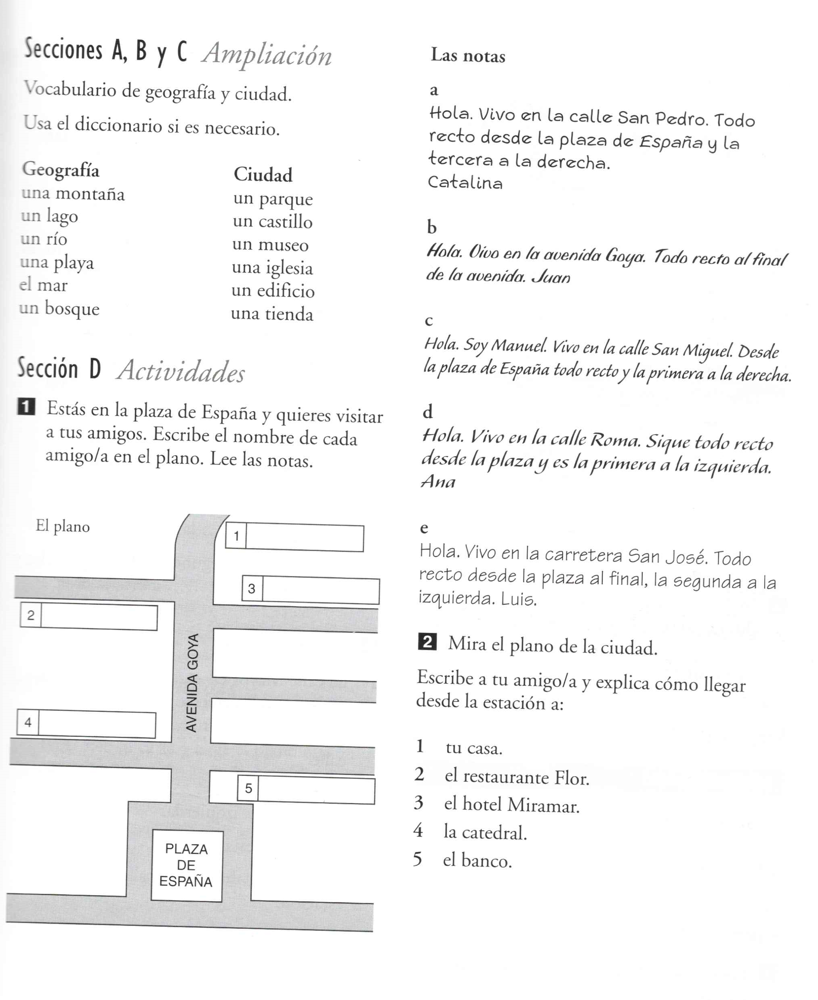 Secciones A, B y C Ampliación
Vocabulario de geografía y ciudad.
Usa el diccionario si es necesario.
Geografía
una montaña
un lago
un río
una playa
el mar
un bosque
Ciudad
un parque
un castillo
un museo
una iglesia
un edificio
una tienda
Sección D Actividades
1 Estás en la plaza de España y quieres visitar
a tus amigos. Escribe el nombre de cada
amigo/a en el plano. Lee las notas.
El plano
1
3
2
AVENIDA GOYA
4
5
PLAZA
DE
ESPAÑA
Las notas
a
Hola. Vivo en la calle San Pedro. Todo
recto desde la plaza de España y la
tercera a la derecha.
Catalina
b
Hola. Vivo en la avenida Goya. Todo recto al final
de la avenida. Juan
c
Hola. Soy Manuel. Vivo en la calle San Miguel. Desde
la plaza de España todo recto y la primera a la derecha.
d
Hola. Vivo en la calle Roma. Sique todo recto
desde la plaza y es la primera a la izquierda.
Ana
e
Hola. Vivo en la carretera San José. Todo
recto desde la plaza al final, la segunda a la
izquierda. Luis.
2 Mira el plano de la ciudad.
Escribe a tu amigo/a y explica cómo llegar
desde la estación a:
1 tu casa.
2 el restaurante Flor.
3 el hotel Miramar.
4 la catedral.
5 el banco.